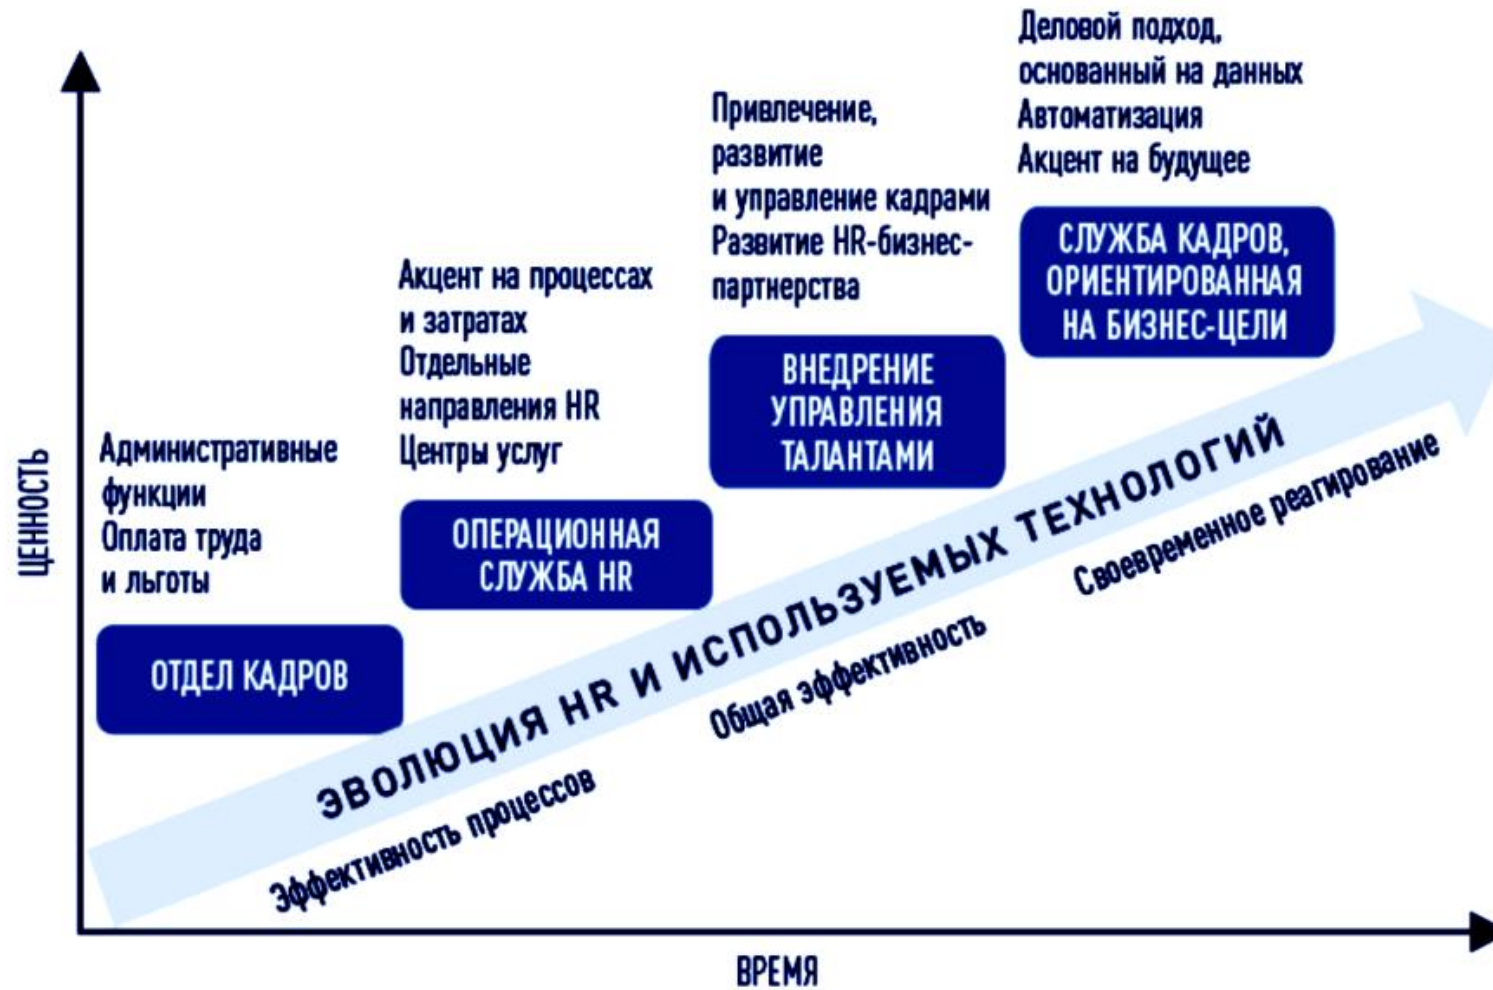 Деловой подход,
основанный на данных
Автоматизация
Акцент на будущее
СЛУЖБА КАДРОВ,
ОРИЕНТИРОВАННАЯ
НА БИЗНЕС-ЦЕЛИ
Привлечение,
развитие
и управление кадрами
Развитие HR-бизнес-
партнерства
ВНЕДРЕНИЕ
УПРАВЛЕНИЯ
ТАЛАНТАМИ
Акцент на процессах
и затратах
Отдельные
направления HR
Центры услуг
ОПЕРАЦИОННАЯ
СЛУЖБА HR
Административные
функции
Оплата труда
и льготы
ОТДЕЛ КАДРОВ
ЦЕННОСТЬ
ЭВОЛЮЦИЯ HR И ИСПОЛЬЗУЕМЫХ ТЕХНОЛОГИЙ
Эффективность процессов
Общая эффективность
Своевременное реагирование
ВРЕМЯ